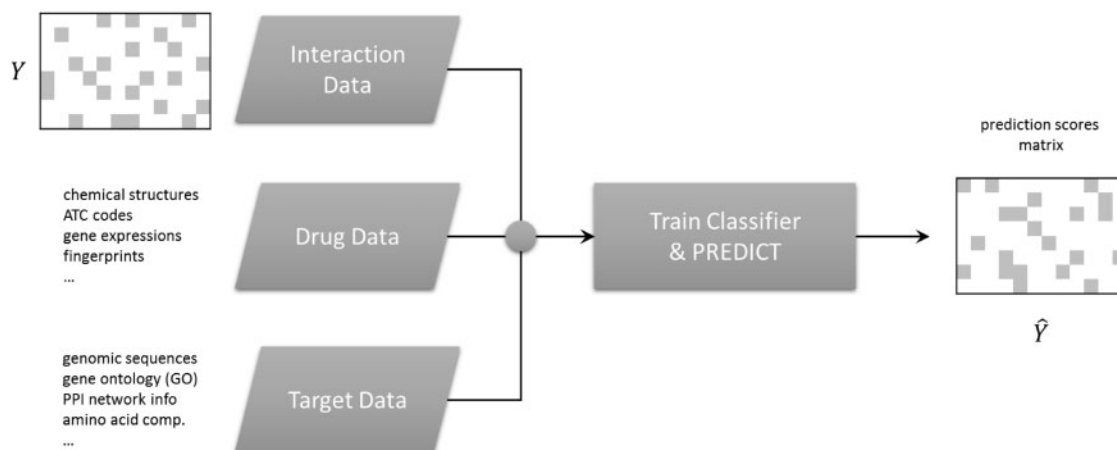 Y
Interaction
Data
chemical structures
ATC codes
gene expressions
fingerprints
...
Drug Data
genomic sequences
gene ontology (GO)
PPI network info
amino acid comp.
...
Target Data
Train Classifier
& PREDICT
prediction scores
matrix
Ŷ